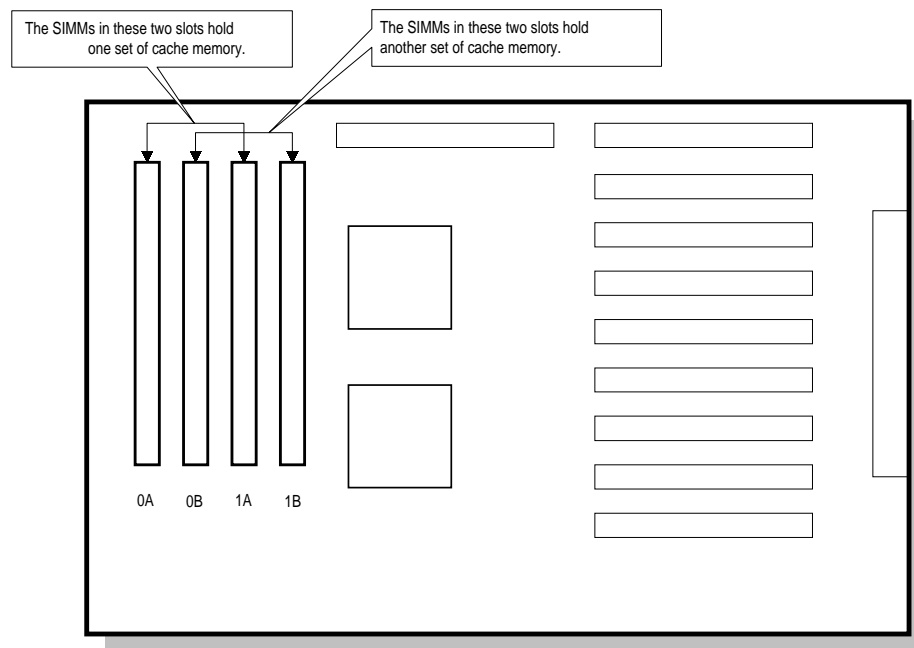 The SIMMs in these two slots hold
one set of cache memory.
The SIMMs in these two slots hold
another set of cache memory.
0A 0B 1A 1B